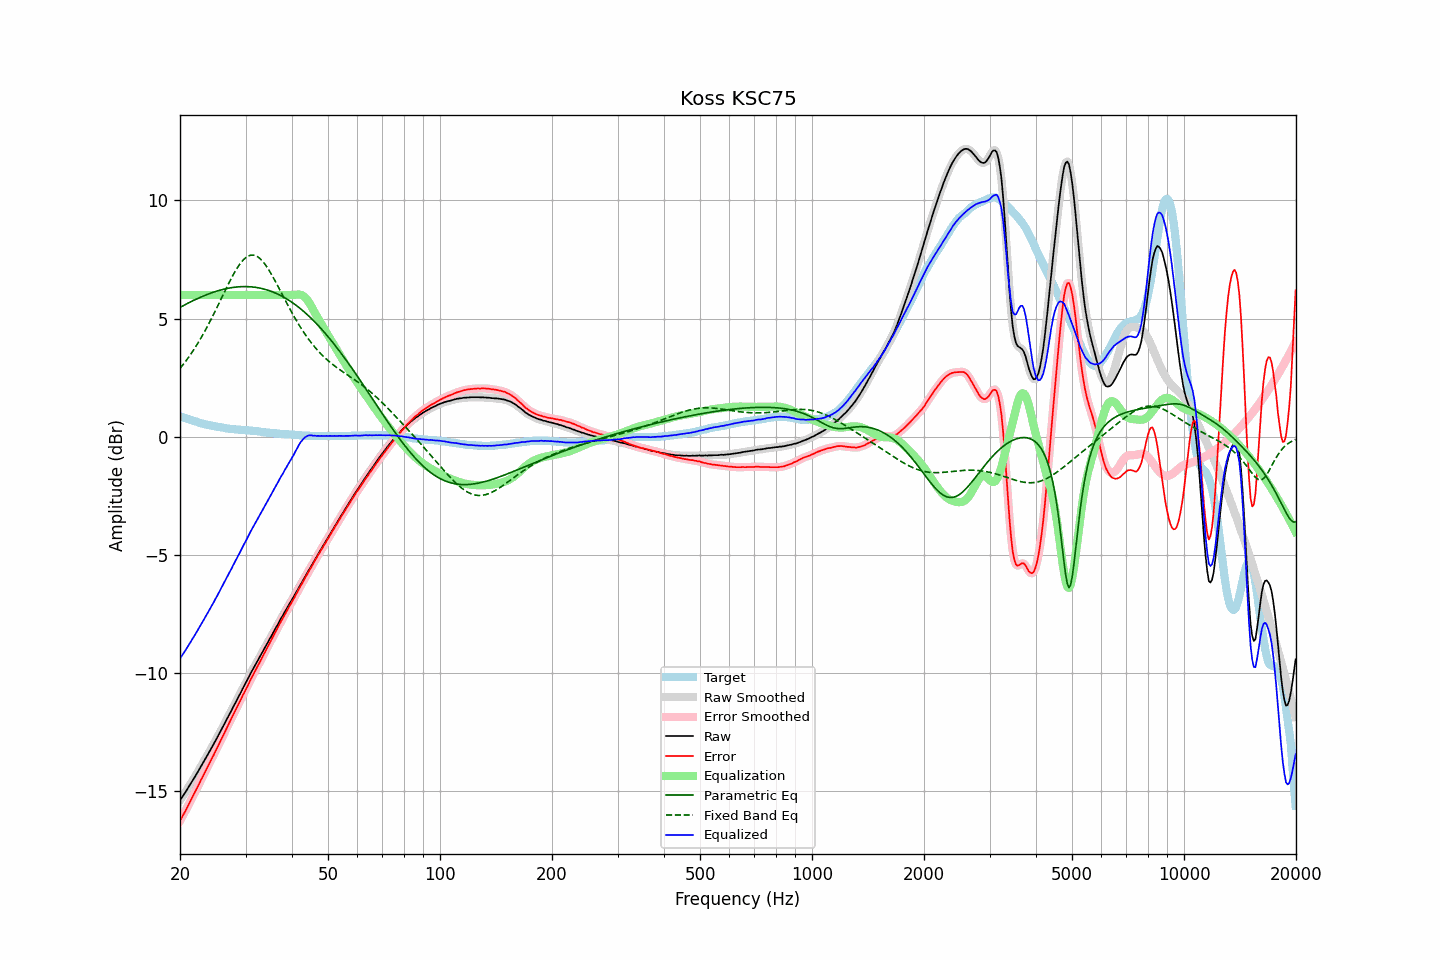 Koss KSC75
Amplitude (dBr)
10
5
0
−5
−10
−15
Target
Raw Smoothed
Error Smoothed
Raw
Error
Equalization
Parametric Eq
Fixed Band Eq
Equalized
20 50 100 200 500 1000 2000 5000 10000 20000
Frequency (Hz)